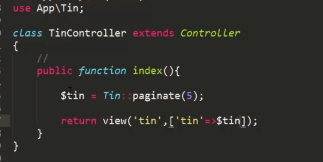 use App\Tin;
class TinController extends Controller
{
//
public function index(){
$tin = Tin::paginate(5);
return view('tin',['tin'=>$tin]);
}
}